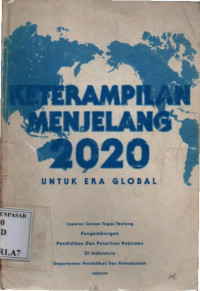 KETERAMPILAN
MENJELANG
2020
UNTUK ERA GLOBAL
Laporan Satuan Tugas Tentang
Pengembangan
Pendidikan Dan Pelatihan Kejuruan
Di Indonesia
Departemen Pendidikan Dan Kebudayaan
Jakarta
ENPASAR
0
D
RI.A7